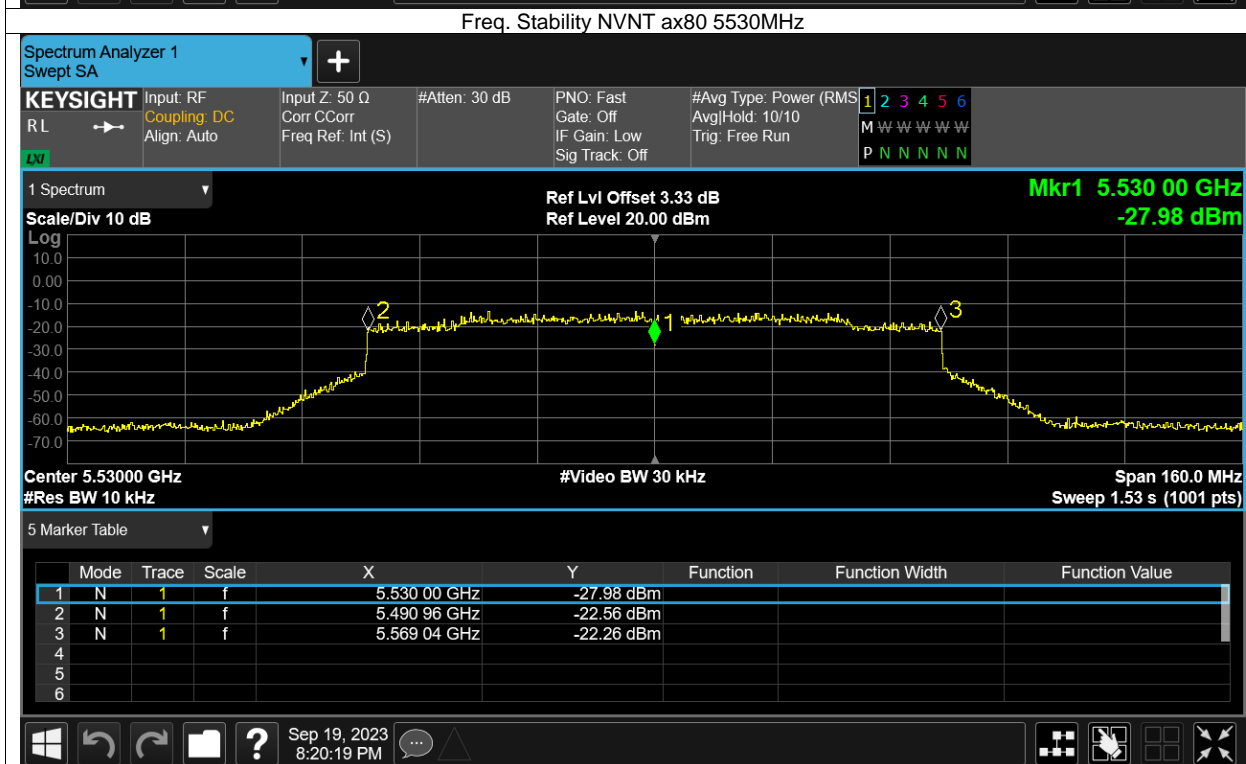 Freq. Stability NVNT ax80 5530MHz
Spectrum Analyzer 1
Swept SA
+
KEYSIGHT
RL
LXI
Input: RF
Coupling: DC
Align: Auto
Input Z: 50 Ω
Corr CCorr
Freq Ref: Int (S)
#Atten: 30 dB
PNO: Fast
Gate: Off
IF Gain: Low
Sig Track: Off
#Avg Type: Power (RMS
Avg|Hold: 10/10
Trig: Free Run
1 2 3 4 5 6
M W W W W W
P N N N N N
1 Spectrum
Scale/Div 10 dB
Ref Lvl Offset 3.33 dB
Ref Level 20.00 dBm
Mkr1 5.530 00 GHz
-27.98 dBm
Log
10.0
0.00
-10.0
-20.0
-30.0
-40.0
-50.0
-60.0
-70.0
2
1
3
Center 5.53000 GHz
#Video BW 30 kHz
Span 160.0 MHz
#Res BW 10 kHz
Sweep 1.53 s (1001 pts)
5 Marker Table
Mode Trace Scale X Y Function Function Width Function Value
1 N 1 f 5.530 00 GHz -27.98 dBm
2 N 1 f 5.490 96 GHz -22.56 dBm
3 N 1 f 5.569 04 GHz -22.26 dBm
4
5
6
?
Sep 19, 2023
8:20:19 PM